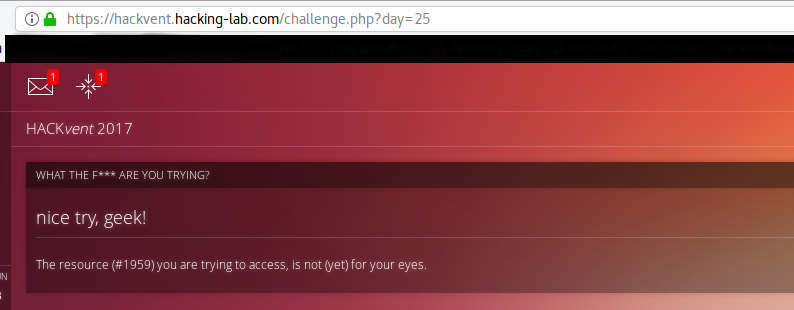 https://hackvent.hacking-lab.com/challenge.php?day=25
1 1
HACKvent 2017
WHAT THE F*** ARE YOU TRYING?
nice try, geek!
The resource (#1959) you are trying to access, is not (yet) for your eyes.